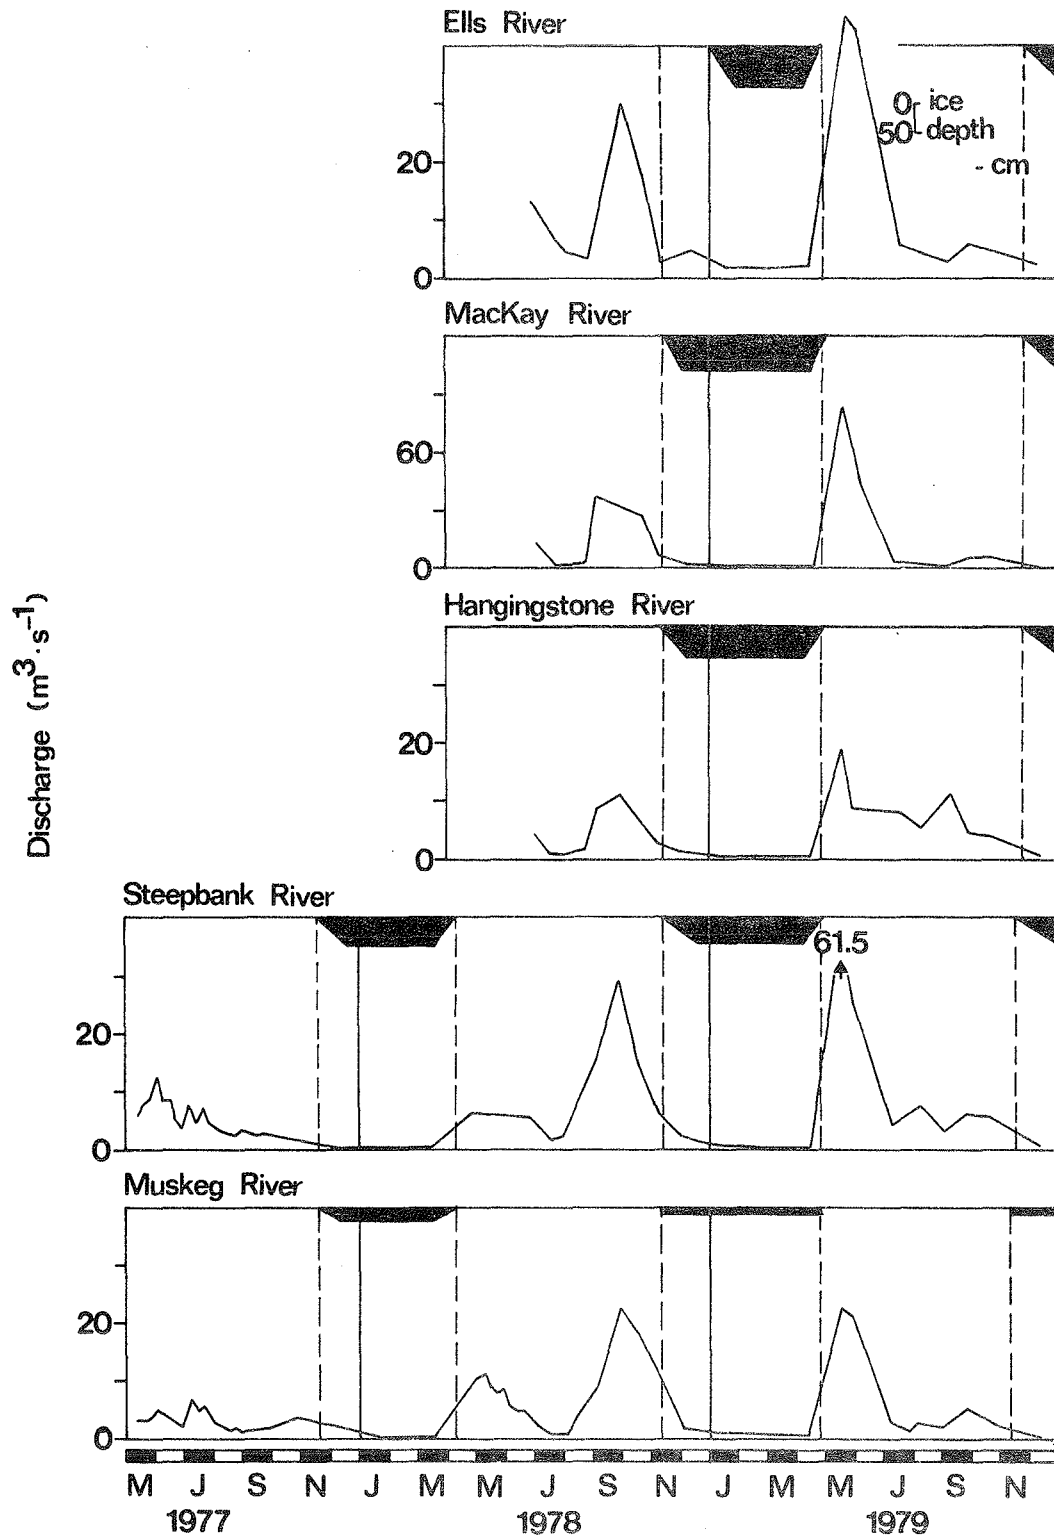 Ells River
0 ice
50 depth
- cm
20
0
MacKay River
60
0
Hangingstone River
20
0
Discharge (m³·s⁻¹)
Steepbank River
61.5
20
0
Muskeg River
20
0
M J S N J M M J S N J M M J S N
1977 1978 1979